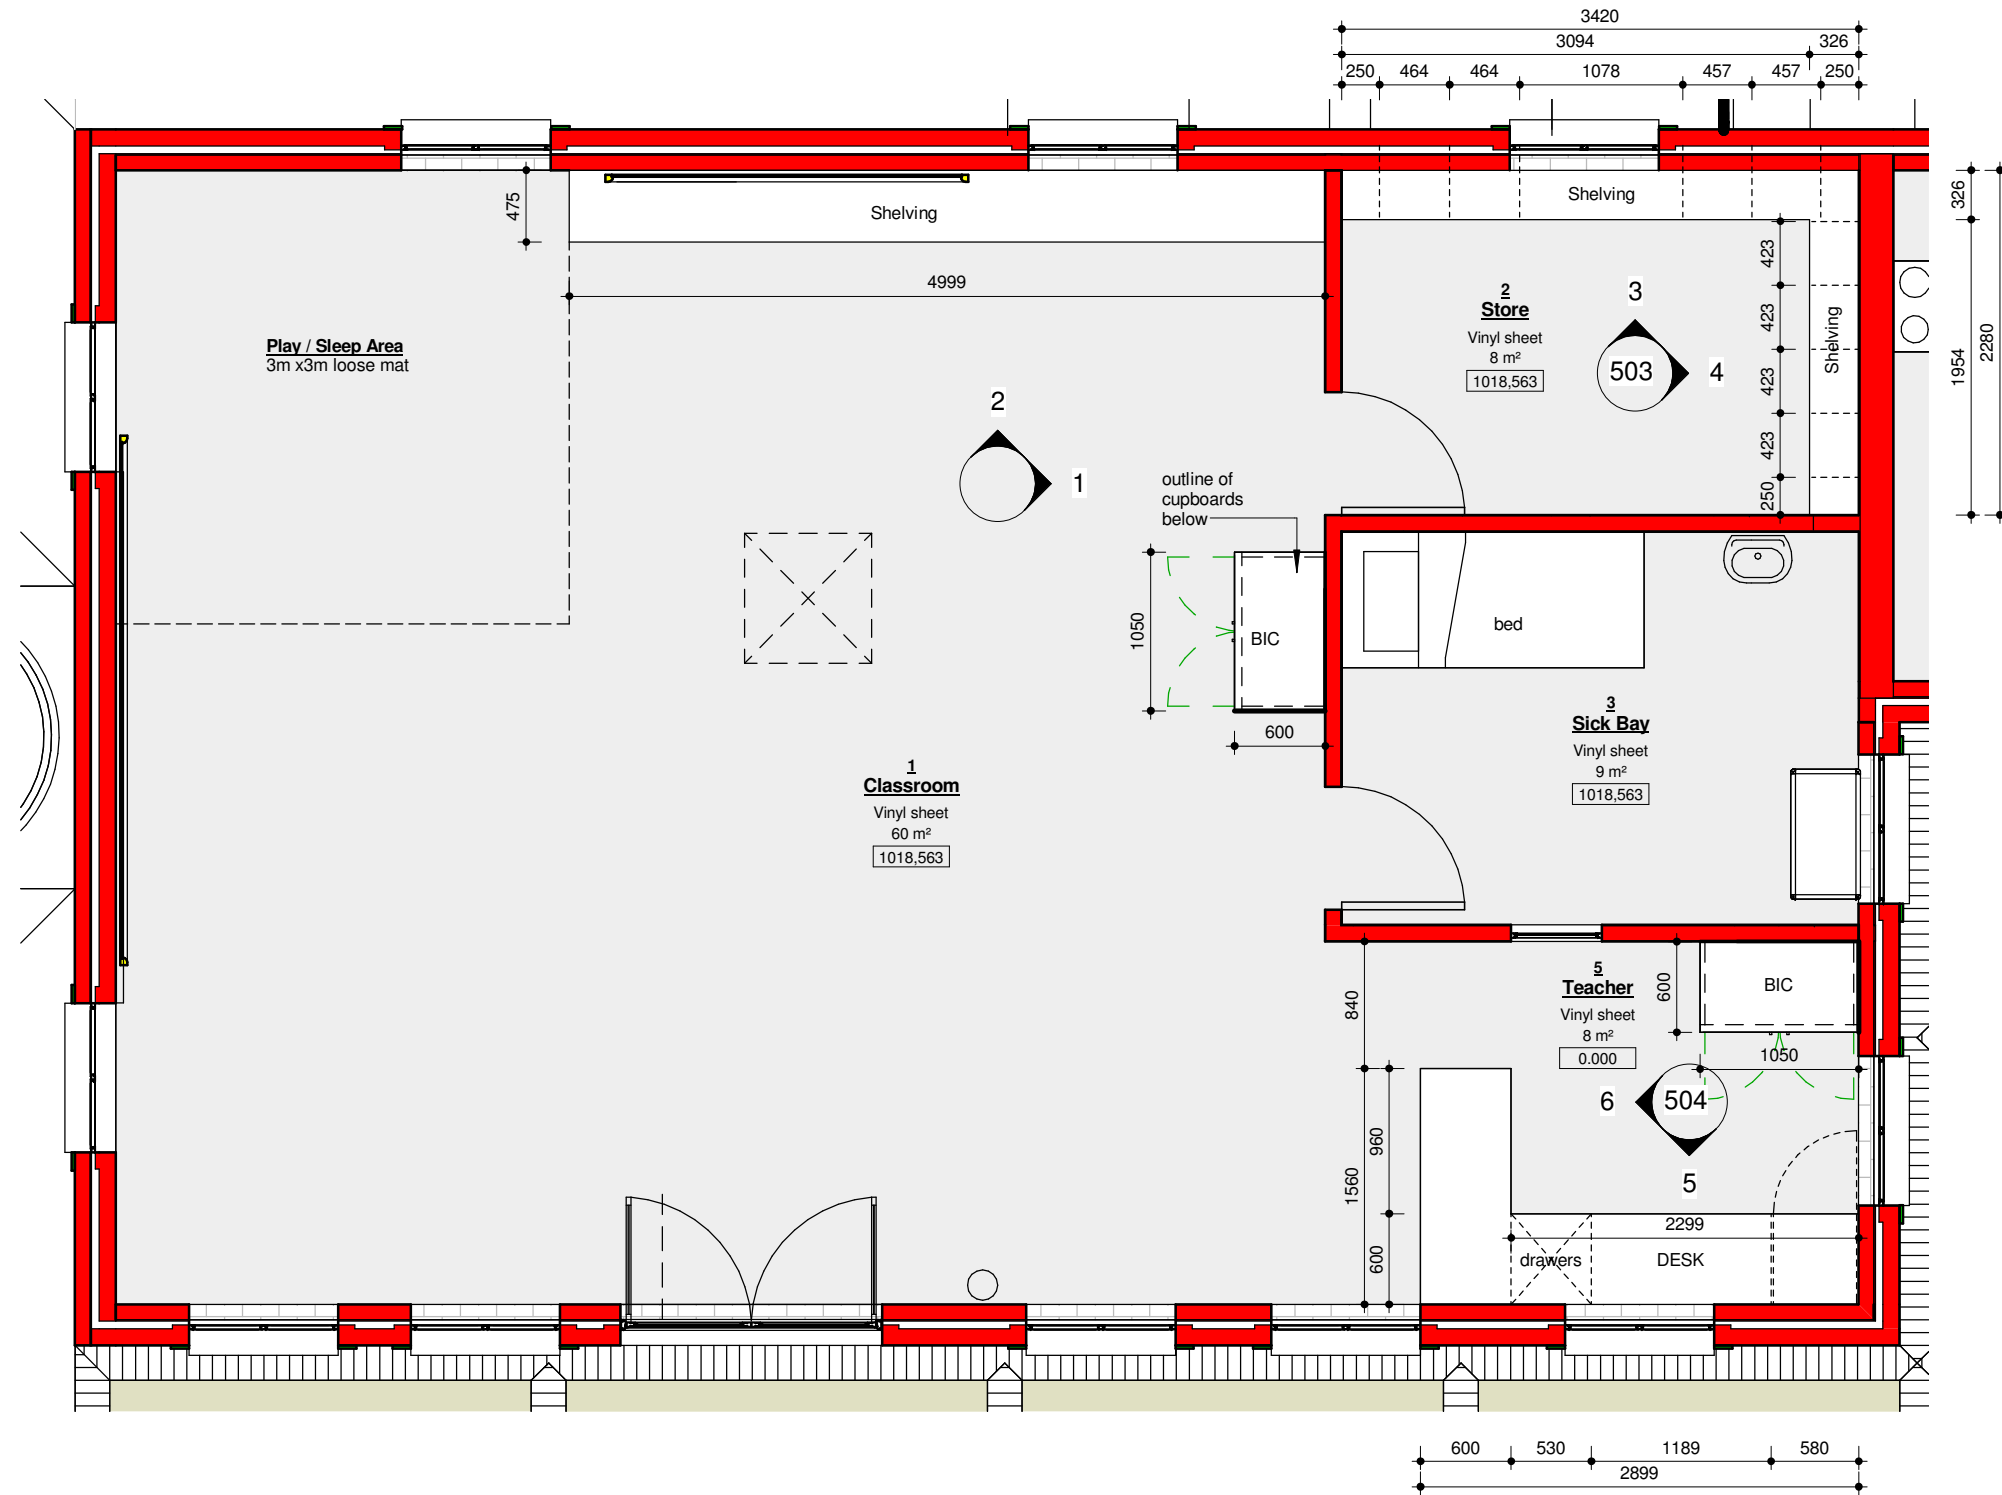 3420
3094 326
250 464 464 1078 457 457 250
475
Shelving
4999
Shelving
Shelving
423
423
423
423
250
326
1954
2280
Play / Sleep Area
3m x3m loose mat
2
Store
Vinyl sheet
8 m²
1018,563
3
503
4
2
1
outline of
cupboards
below
1050
BIC
600
bed
3
Sick Bay
Vinyl sheet
9 m²
1018,563
1
Classroom
Vinyl sheet
60 m²
1018,563
5
Teacher
Vinyl sheet
8 m²
0.000
600
BIC
1050
6
504
5
840
960
1560
600
2299
drawers
DESK
600 530 1189 580
2899